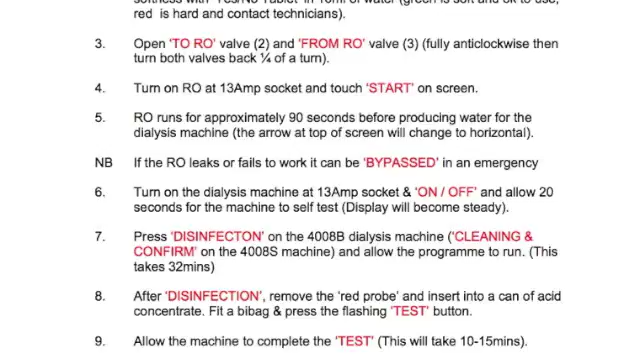 softness with 'Yes/No Tablet' in 10ml of water (green is soft and ok to use,
red is hard and contact technicians).
3. Open 'TO RO' valve (2) and 'FROM RO' valve (3) (fully anticlockwise then
turn both valves back ¼ of a turn).
4. Turn on RO at 13Amp socket and touch 'START' on screen.
5. RO runs for approximately 90 seconds before producing water for the
dialysis machine (the arrow at top of screen will change to horizontal).
NB If the RO leaks or fails to work it can be 'BYPASSED' in an emergency
6. Turn on the dialysis machine at 13Amp socket & 'ON / OFF' and allow 20
seconds for the machine to self test (Display will become steady).
7. Press 'DISINFECTON' on the 4008B dialysis machine ('CLEANING &
CONFIRM' on the 4008S machine) and allow the programme to run. (This
takes 32mins)
8. After 'DISINFECTION', remove the 'red probe' and insert into a can of acid
concentrate. Fit a bibag & press the flashing 'TEST' button.
9. Allow the machine to complete the 'TEST' (This will take 10-15mins).